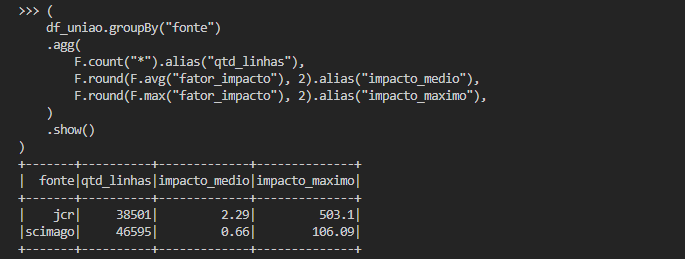 >>> (
    df_uniao.groupBy("fonte")
    .agg(
        F.count("*").alias("qtd_linhas"),
        F.round(F.avg("fator_impacto"), 2).alias("impacto_medio"),
        F.round(F.max("fator_impacto"), 2).alias("impacto_maximo"),
    )
    .show()
)
+-------+----------+-------------+--------------+
|  fonte|qtd_linhas|impacto_medio|impacto_maximo|
+-------+----------+-------------+--------------+
|    jcr|     38501|         2.29|         503.1|
|scimago|     46595|         0.66|        106.09|
+-------+----------+-------------+--------------+